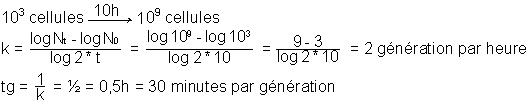 10³ cellules 10h → 10⁹ cellules
k = (log Nt - log N0) / (log 2 * t) = (log 10⁹ - log 10³) / (log 2 * 10) = (9 - 3) / (log 2 * 10) = 2 génération par heure
tg = 1/k = ½ = 0,5h = 30 minutes par génération